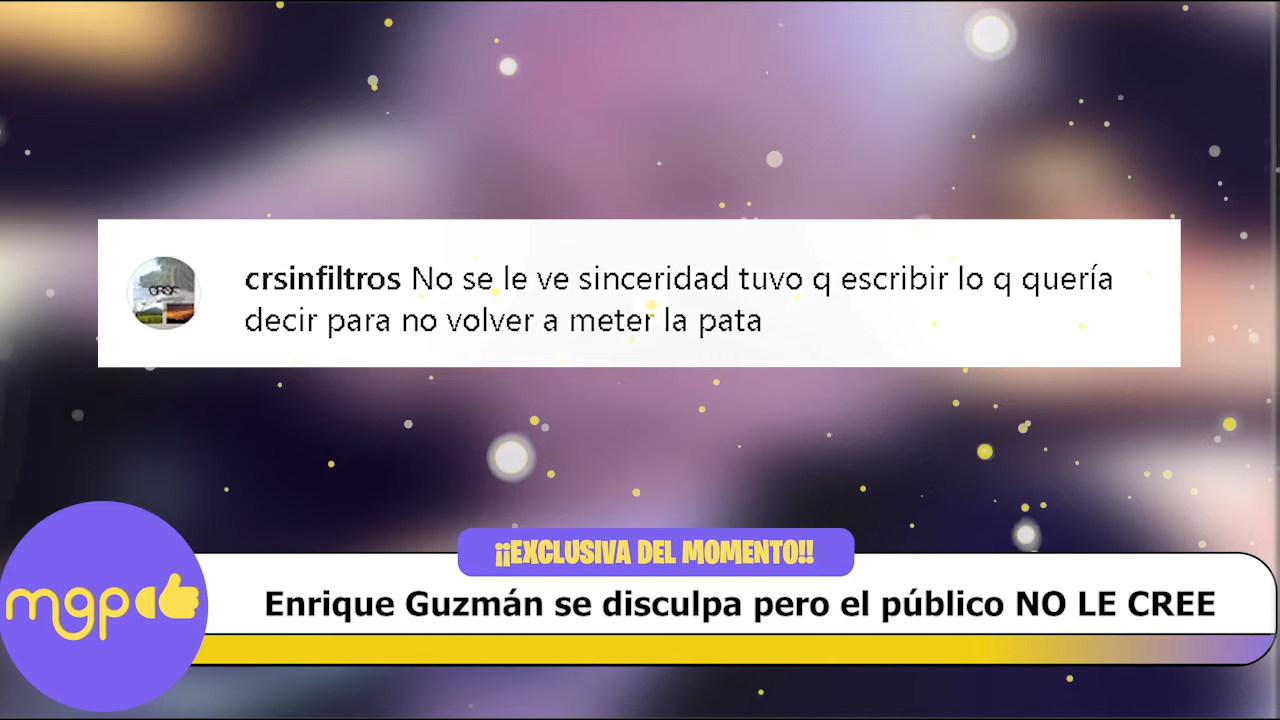 crsinfiltros No se le ve sinceridad tuvo q escribir lo q quería
decir para no volver a meter la pata
¡¡EXCLUSIVA DEL MOMENTO!!
mgp
Enrique Guzmán se disculpa pero el público NO LE CREE